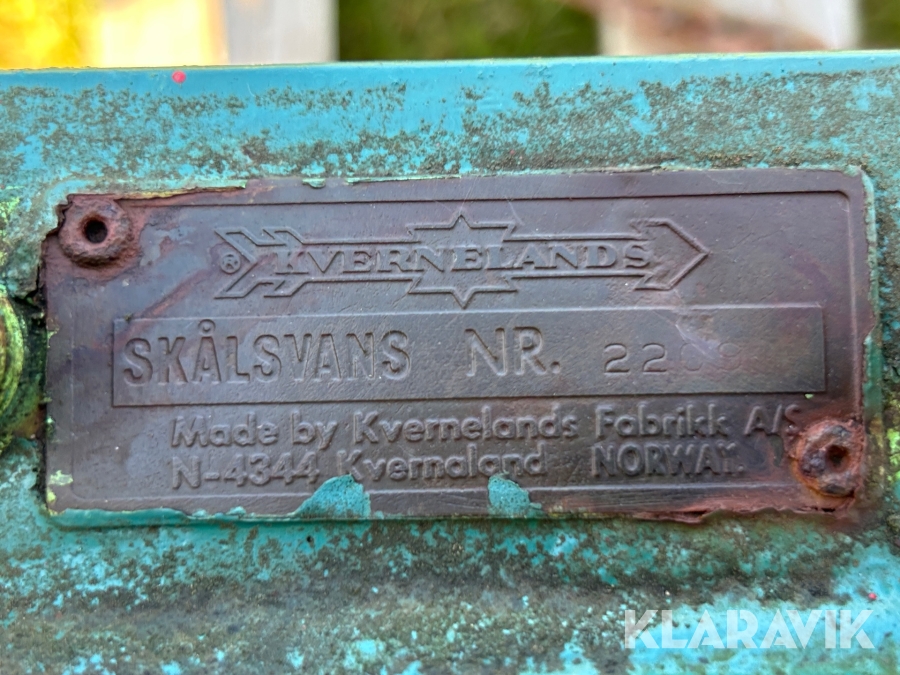 ® KVERNELANDS
SKÅLSVANS NR.
Made by Kvernelands Fabrikk A/S
N-4344 Kvernaland NORWAY.
KLARAVIK